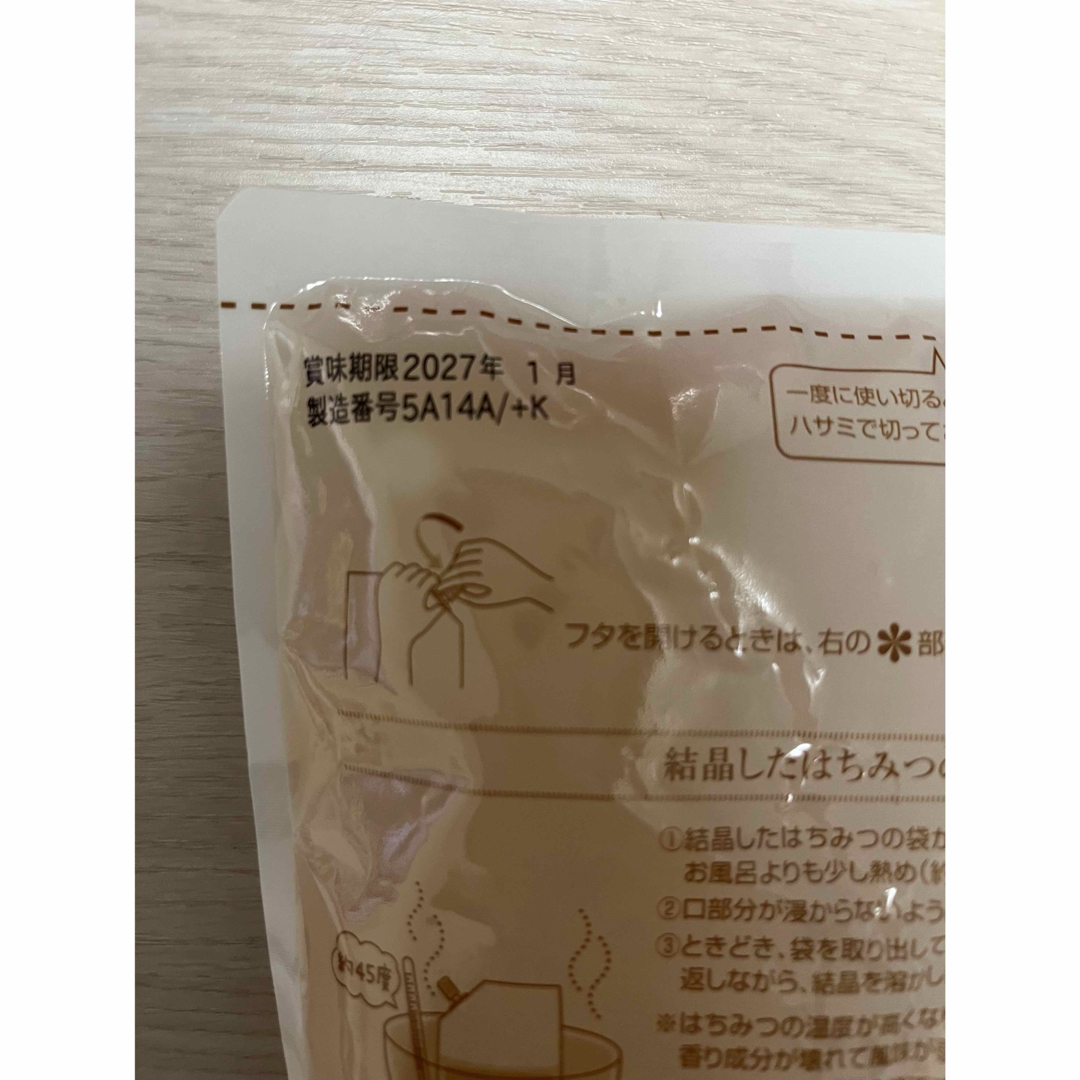 賞味期限2027年 1月
製造番号5A14A/+K
一度に使い切る
ハサミで切って
フタを開けるときは、右の✽部
結晶したはちみつの
①結晶したはちみつの袋が
お風呂よりも少し熱め(約
②口部分が浸からないよう
③ときどき、袋を取り出して
返しながら、結晶を溶かし
約45度
※はちみつの温度が高くな
香り成分が壊れて風味が